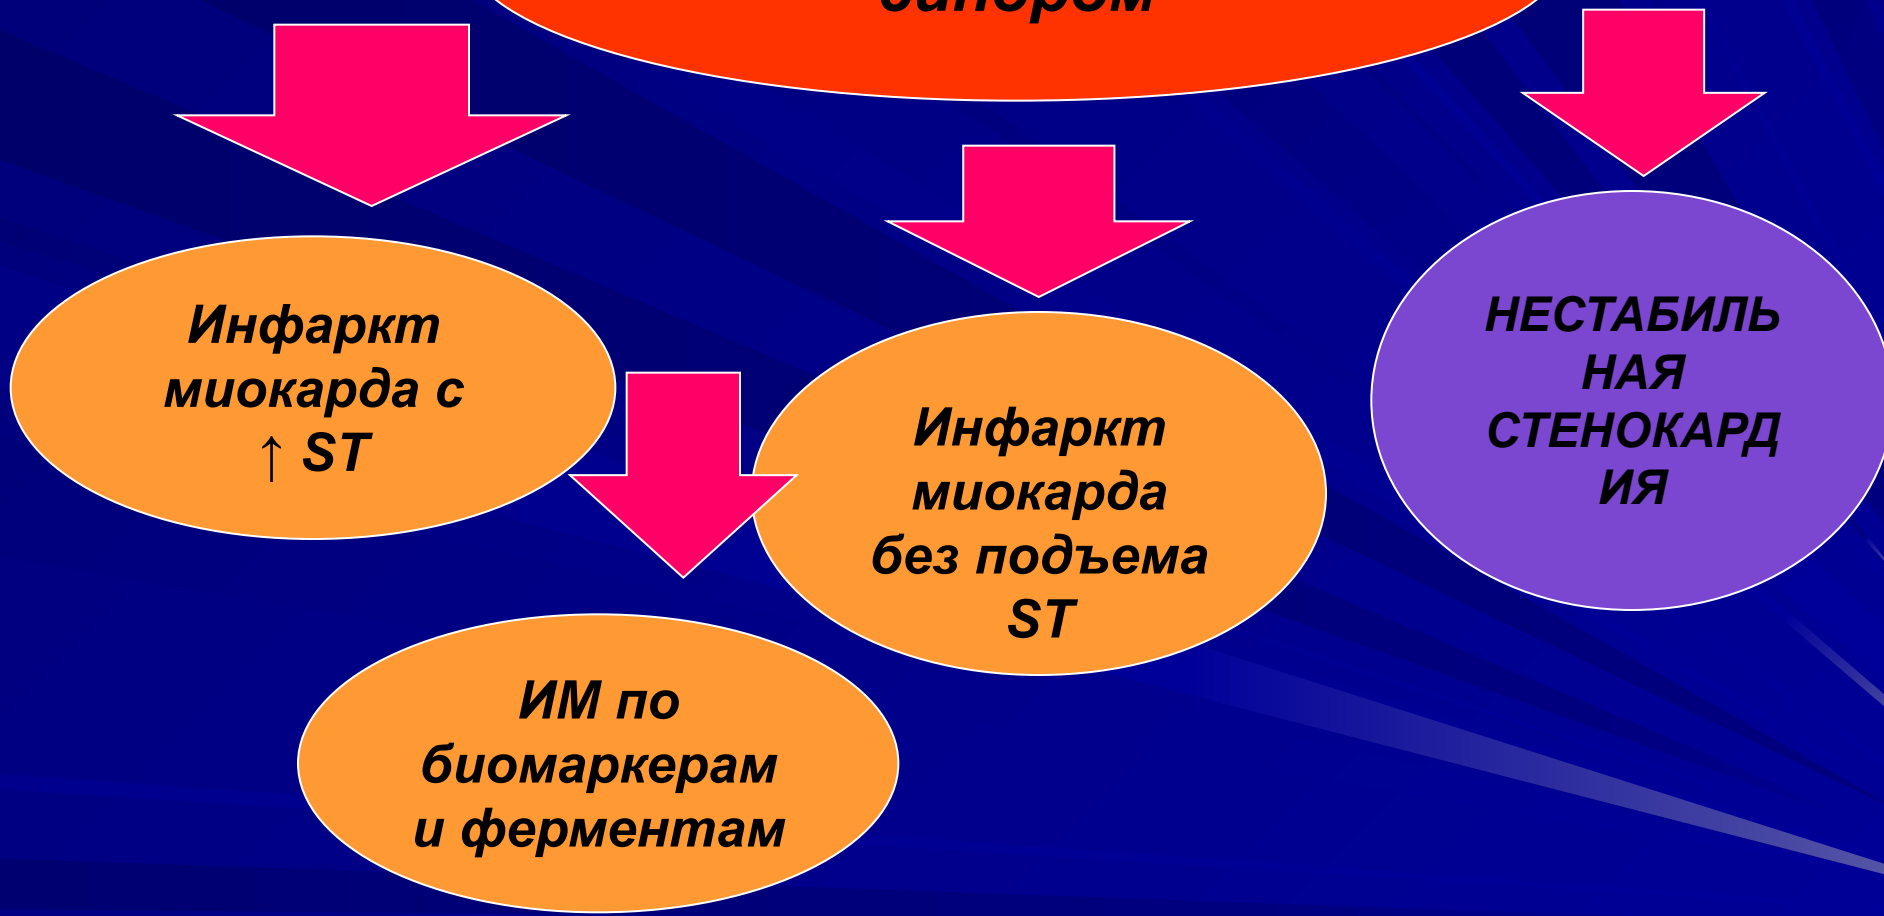 Инфаркт
миокарда с
↑ ST
Инфаркт
миокарда
без подъема
ST
НЕСТАБИЛЬ
НАЯ
СТЕНОКАРД
ИЯ
ИМ по
биомаркерам
и ферментам